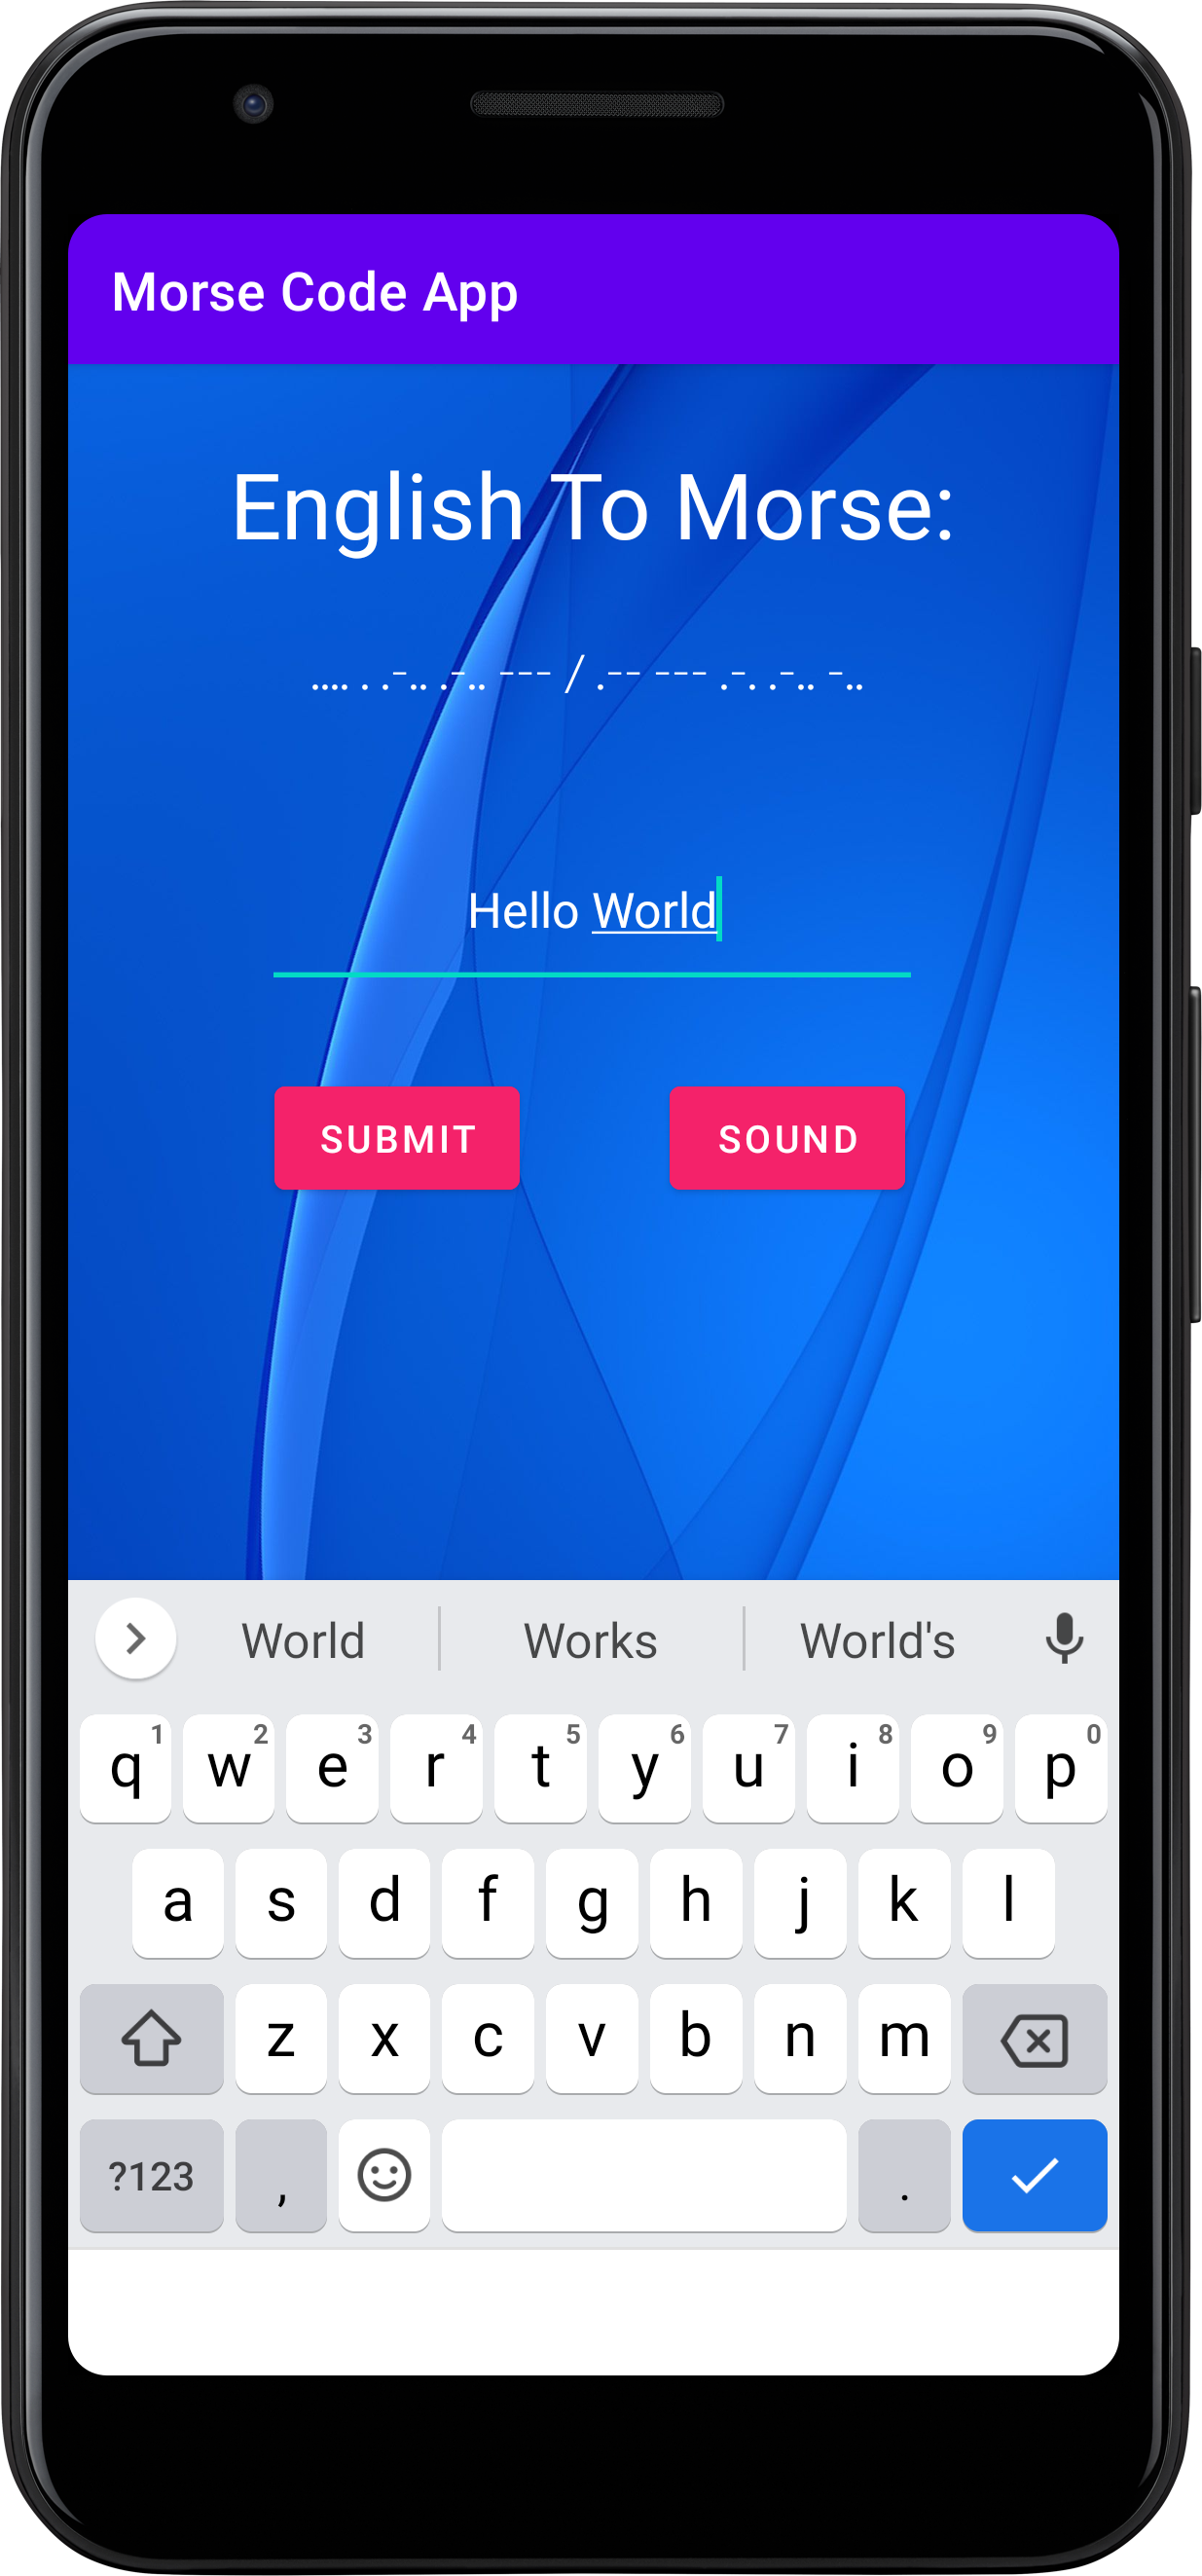 Morse Code App
English To Morse:
.... . .-.. .-.. --- / .-- --- .-. .-.. -..
Hello World
SUBMIT SOUND
World Works World's
1 2 3 4 5 6 7 8 9 0
q w e r t y u i o p
a s d f g h j k l
z x c v b n m
?123 , .